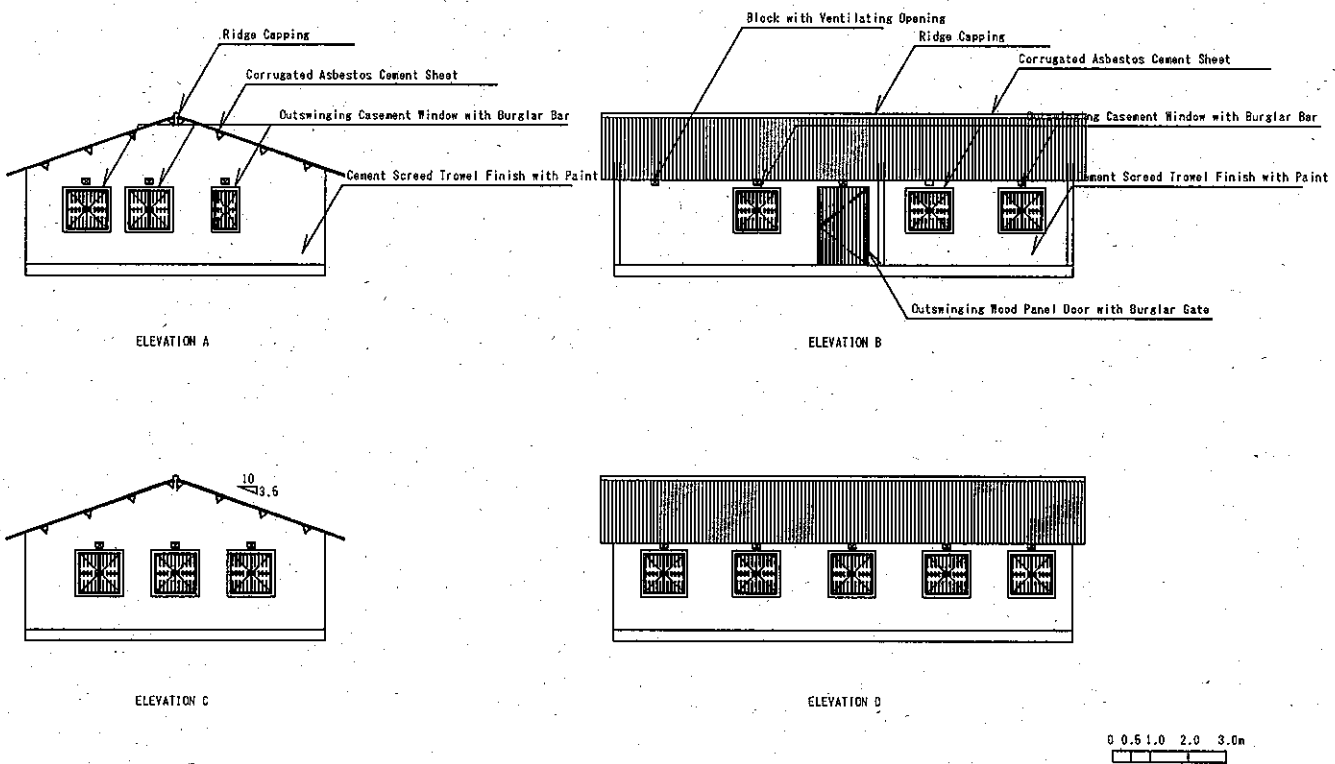 Ridge Capping
Corrugated Asbestos Cement Sheet
Outswinging Casement Window with Burglar Bar
Cement Screed Trowel Finish with Paint
ELEVATION A
Block with Ventilating Opening
Ridge Capping
Corrugated Asbestos Cement Sheet
Outswinging Casement Window with Burglar Bar
Cement Screed Trowel Finish with Paint
Outswinging Wood Panel Door with Burglar Gate
ELEVATION B
10
3.6
ELEVATION C
ELEVATION D
0 0.5 1.0 2.0 3.0m